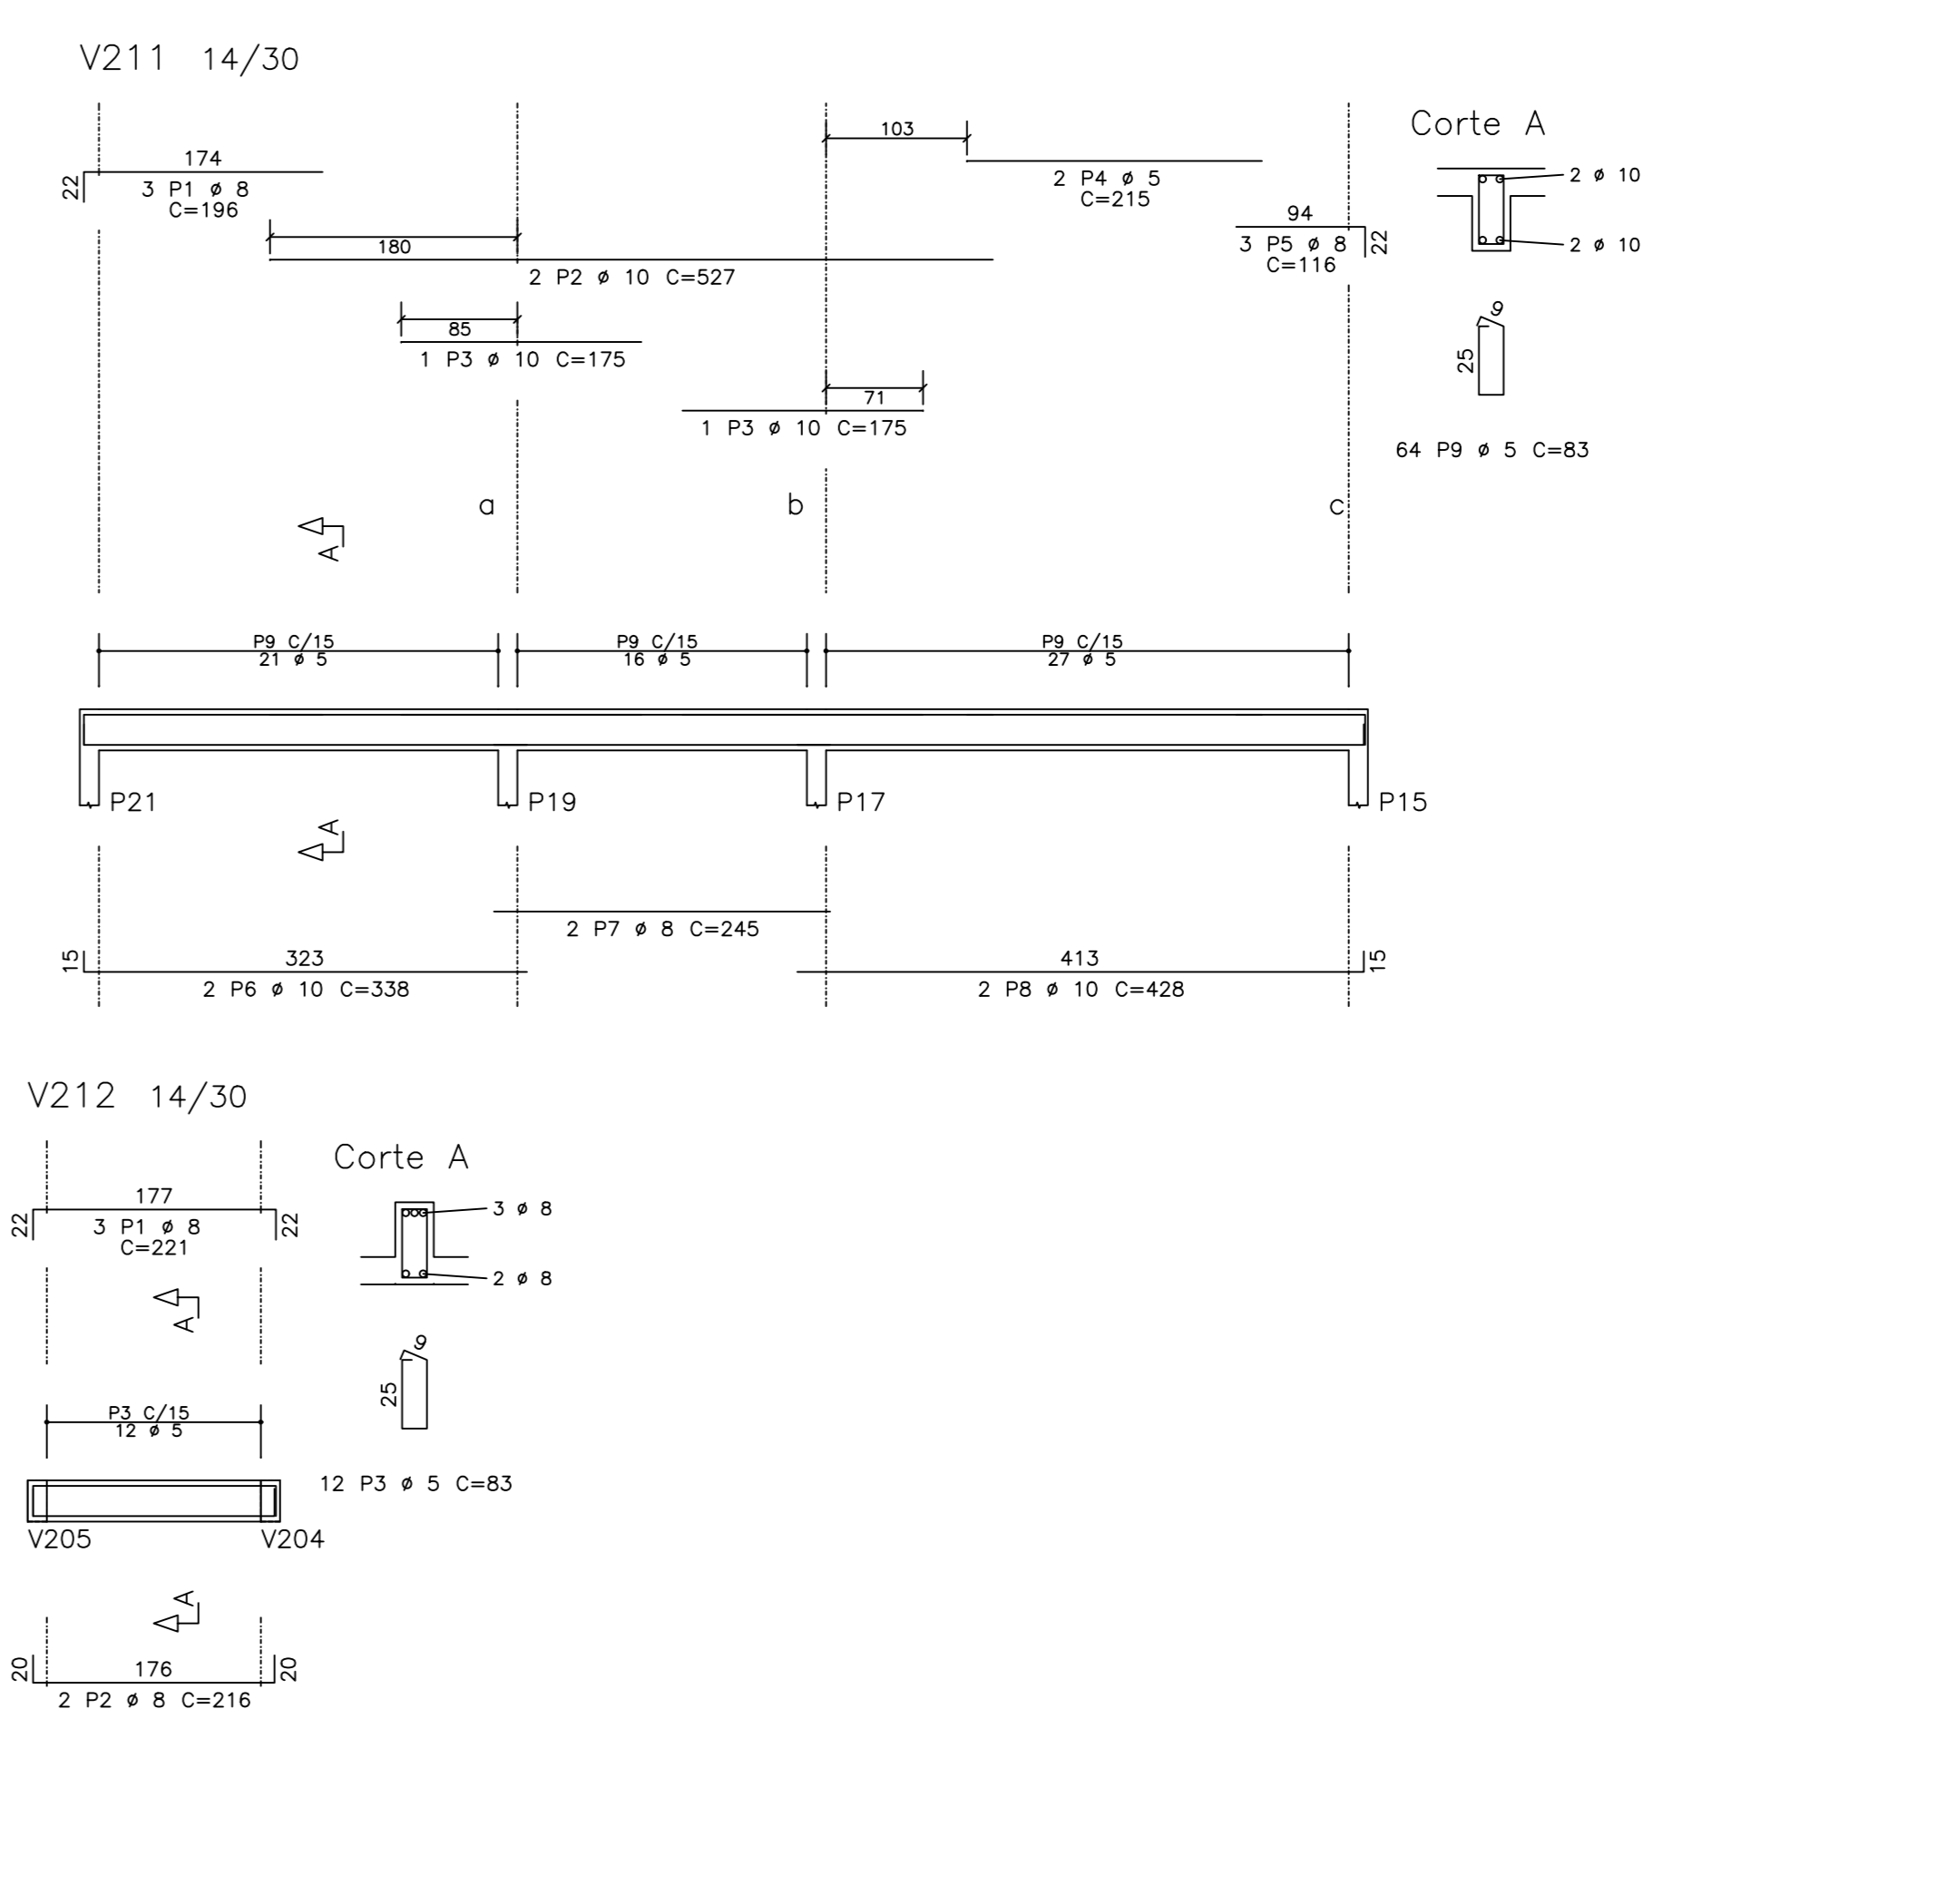 V211 14/30
Corte A
103
174
22
3 P1 ø 8
C=196
2 P4 ø 5
C=215
2 ø 10
2 ø 10
94
22
3 P5 ø 8
C=116
180
2 P2 ø 10 C=527
85
1 P3 ø 10 C=175
71
1 P3 ø 10 C=175
9
25
64 P9 ø 5 C=83
a
b
c
A
P9 C/15
21 ø 5
P9 C/15
16 ø 5
P9 C/15
27 ø 5
P21
P19
P17
P15
A
2 P7 ø 8 C=245
15
323
2 P6 ø 10 C=338
413
15
2 P8 ø 10 C=428
V212 14/30
Corte A
177
22
22
3 P1 ø 8
C=221
3 ø 8
2 ø 8
A
9
25
P3 C/15
12 ø 5
12 P3 ø 5 C=83
V205
V204
A
20
176
20
2 P2 ø 8 C=216